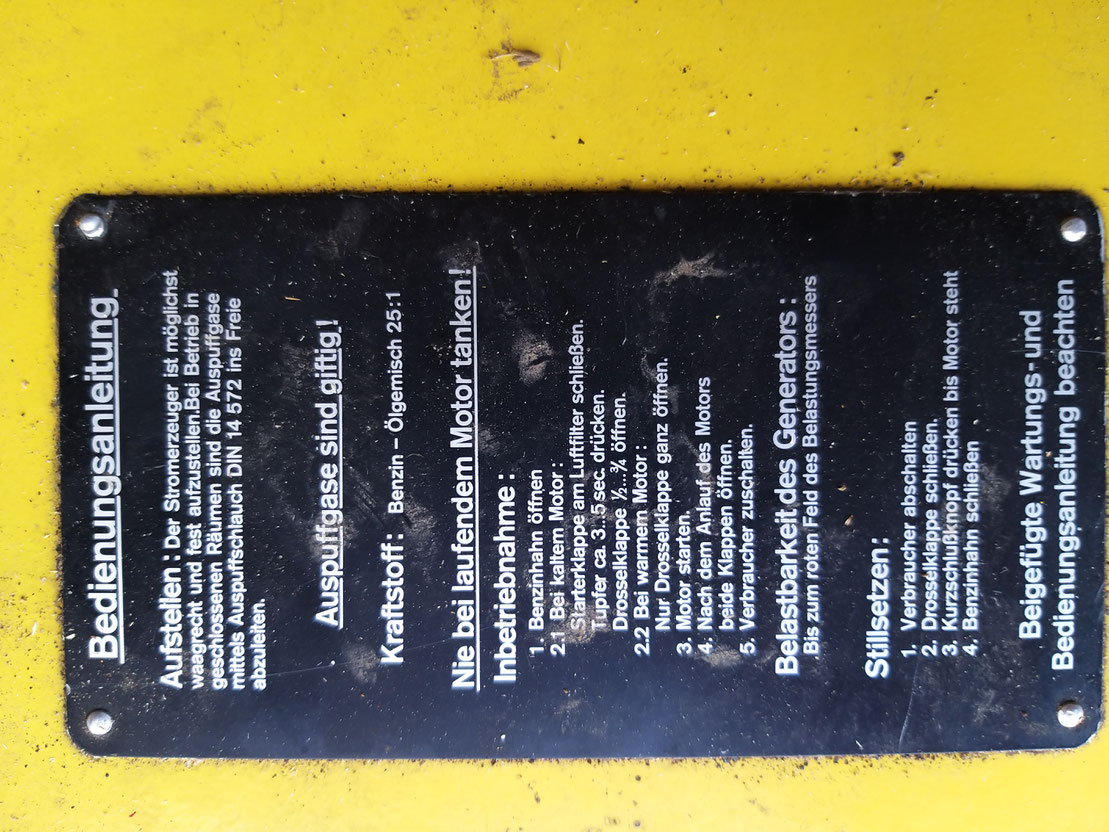 Bedienungsanleitung.
Aufstellen : Der Stromerzeuger ist möglichst
waagrecht und fest aufzustellen.Bei Betrieb in
geschlossenen Räumen sind die Auspuffgase
mittels Auspuffschlauch DIN 14 572 ins Freie
abzuleiten.
Auspuffgase sind giftig!
Kraftstoff : Benzin – Ölgemisch 25:1
Nie bei laufendem Motor tanken!
Inbetriebnahme :
1. Benzinhahn öffnen
2.1 Bei kaltem Motor :
Starterklappe am Luftfilter schließen.
Tupfer ca. 3...5 sec. drücken.
Drosselklappe ½...¾ öffnen.
2.2 Bei warmem Motor :
Nur Drosselklappe ganz öffnen.
3. Motor starten.
4. Nach dem Anlauf des Motors
beide Klappen öffnen.
5. Verbraucher zuschalten.
Belastbarkeit des Generators :
Bis zum roten Feld des Belastungsmessers
Stillsetzen :
1. Verbraucher abschalten
2. Drosselklappe schließen.
3. Kurzschlußknopf drücken bis Motor steht
4. Benzinhahn schließen
Beigefügte Wartungs- und
Bedienungsanleitung beachten